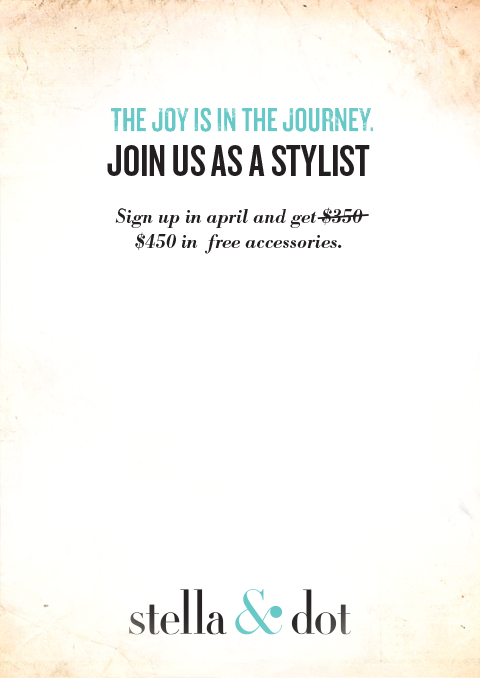 THE JOY IS IN THE JOURNEY.
JOIN US AS A STYLIST
Sign up in april and get $350
$450 in free accessories.
stella & dot